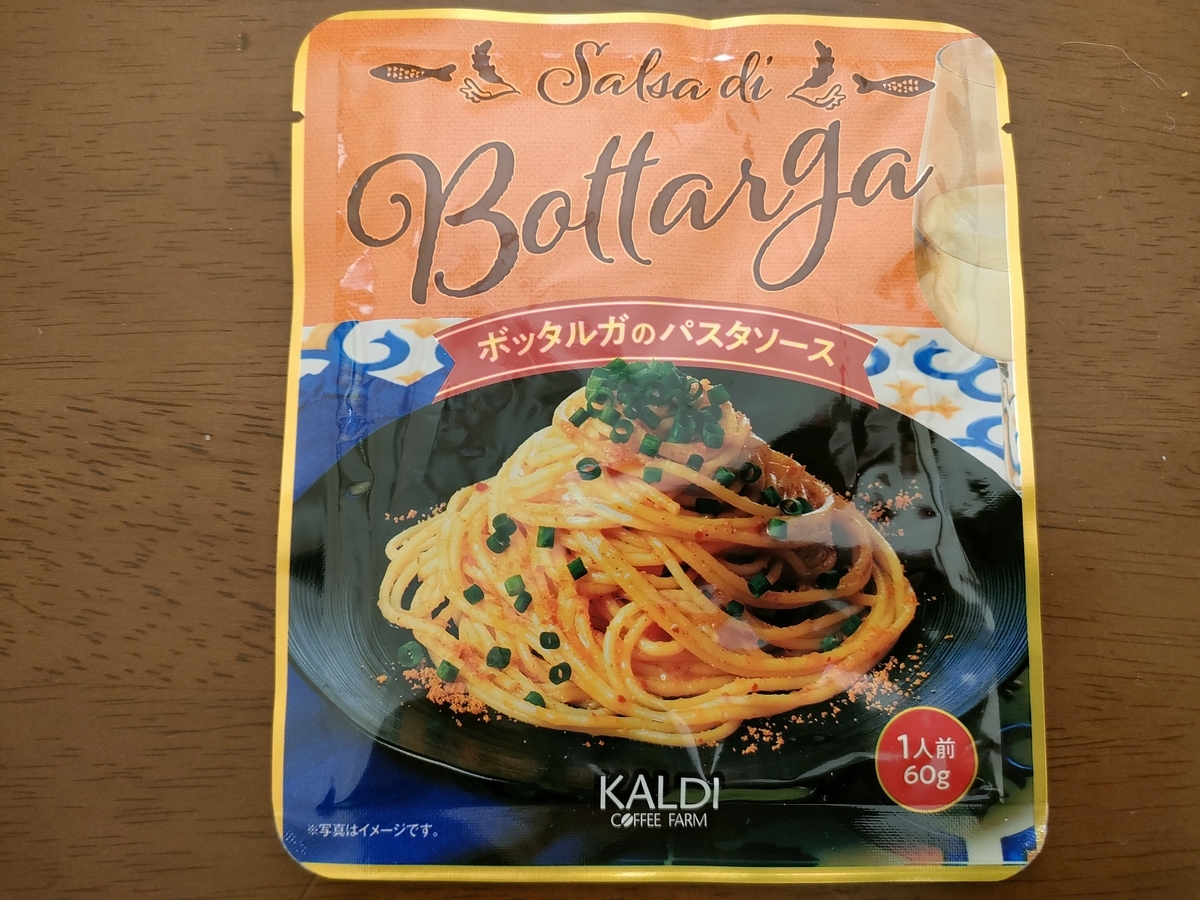 Salsa di
Bottarga
ボッタルガのパスタソース
1人前
60g
KALDI
COFFEE FARM
※写真はイメージです。